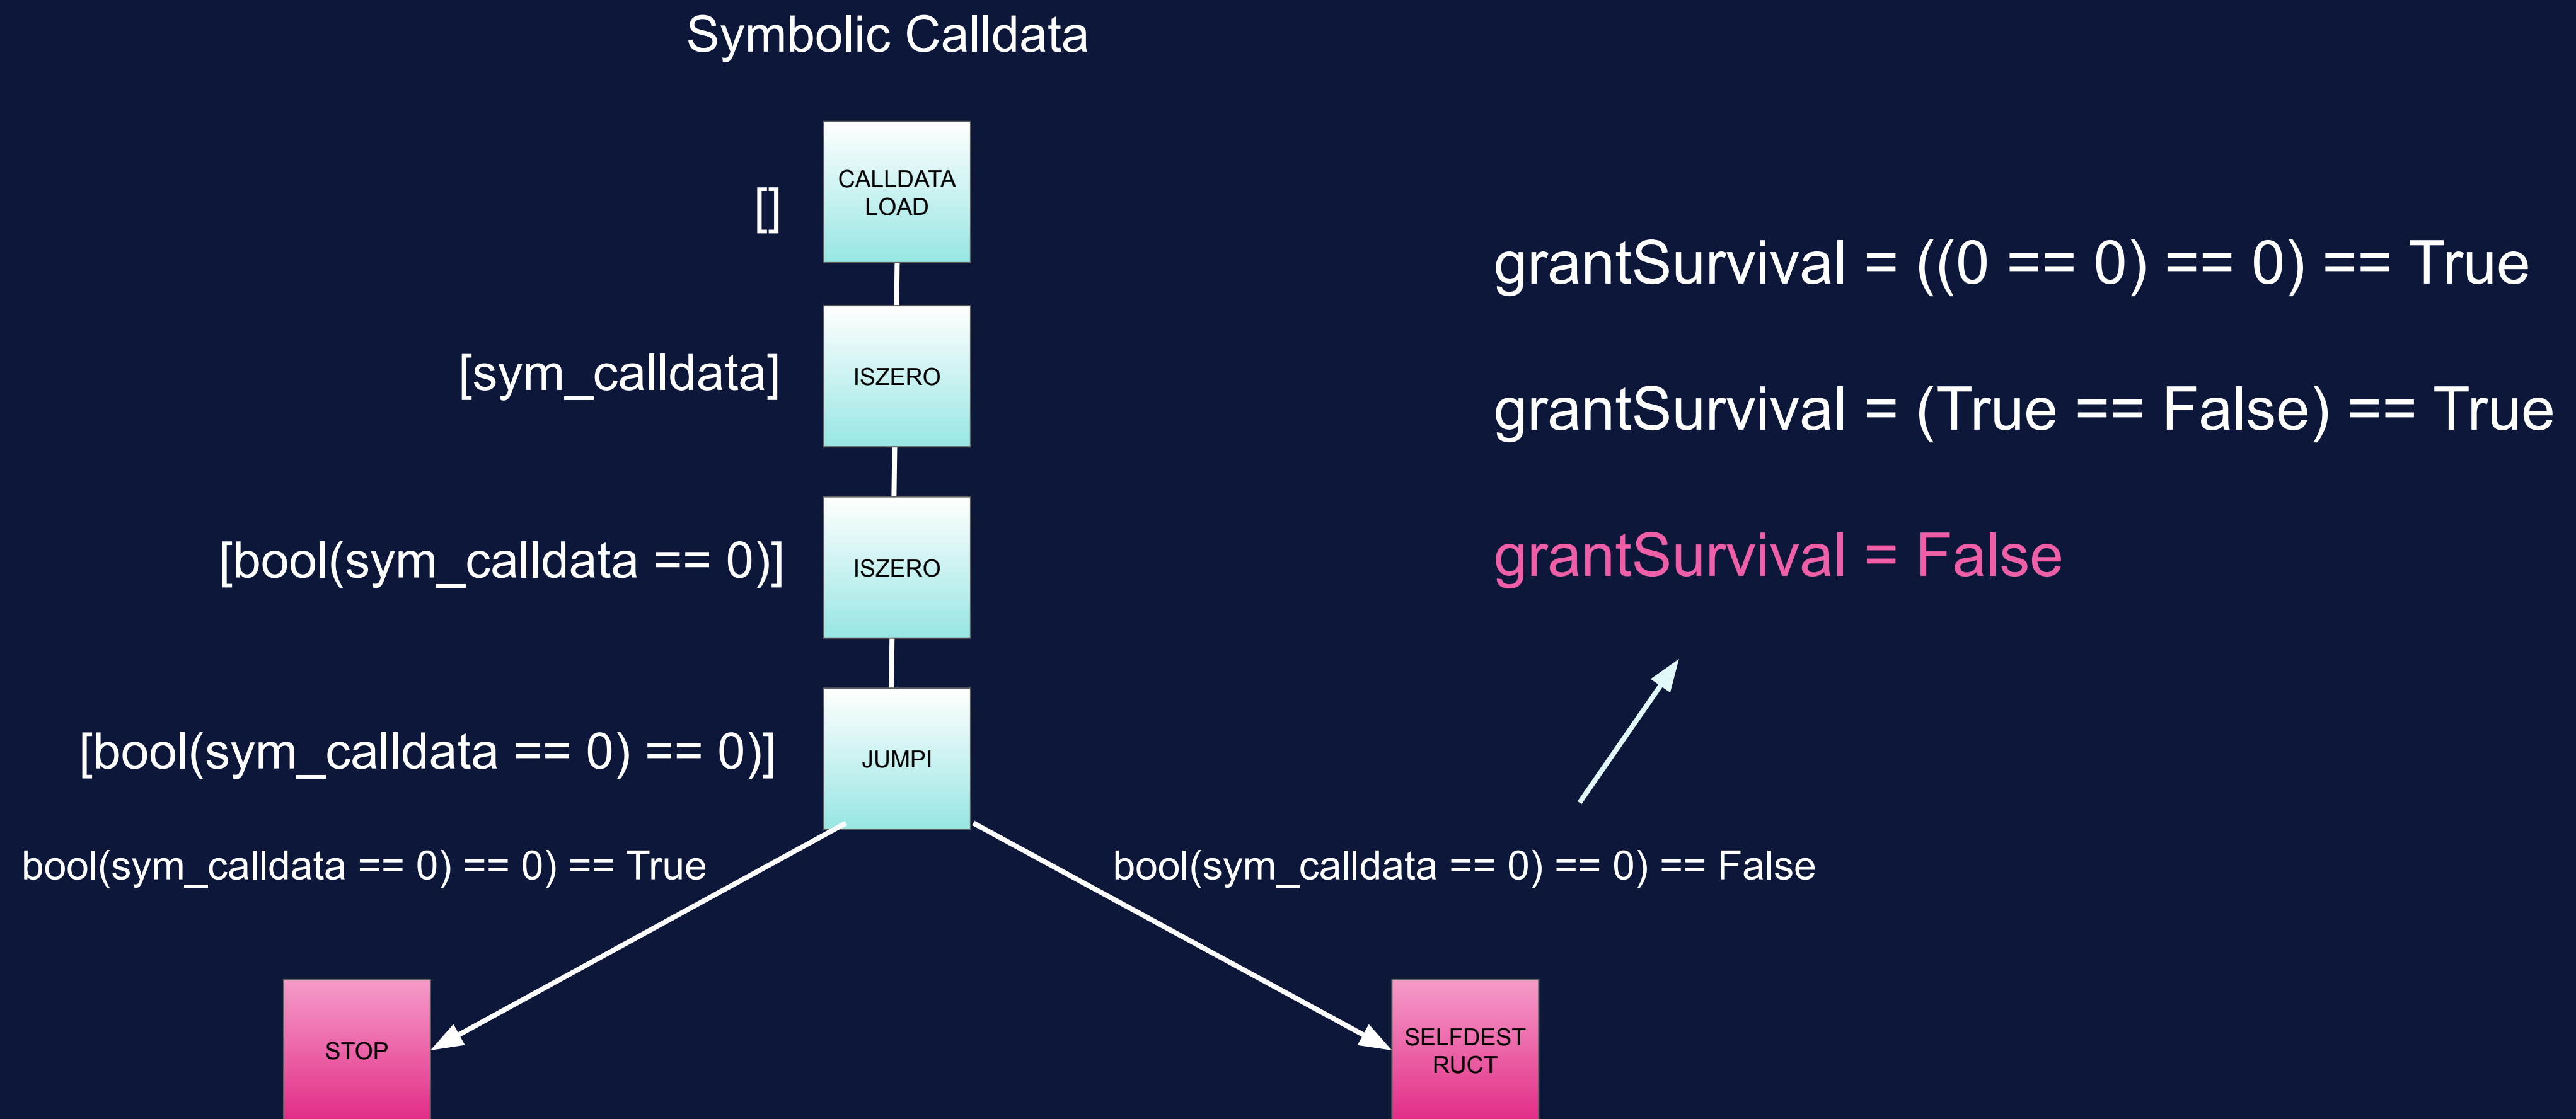 Symbolic Calldata
[]
CALLDATA
LOAD
[sym_calldata]
ISZERO
[bool(sym_calldata == 0)]
ISZERO
[bool(sym_calldata == 0) == 0)]
JUMPI
bool(sym_calldata == 0) == 0) == True
bool(sym_calldata == 0) == 0) == False
STOP
SELFDEST
RUCT
grantSurvival = ((0 == 0) == 0) == True
grantSurvival = (True == False) == True
grantSurvival = False